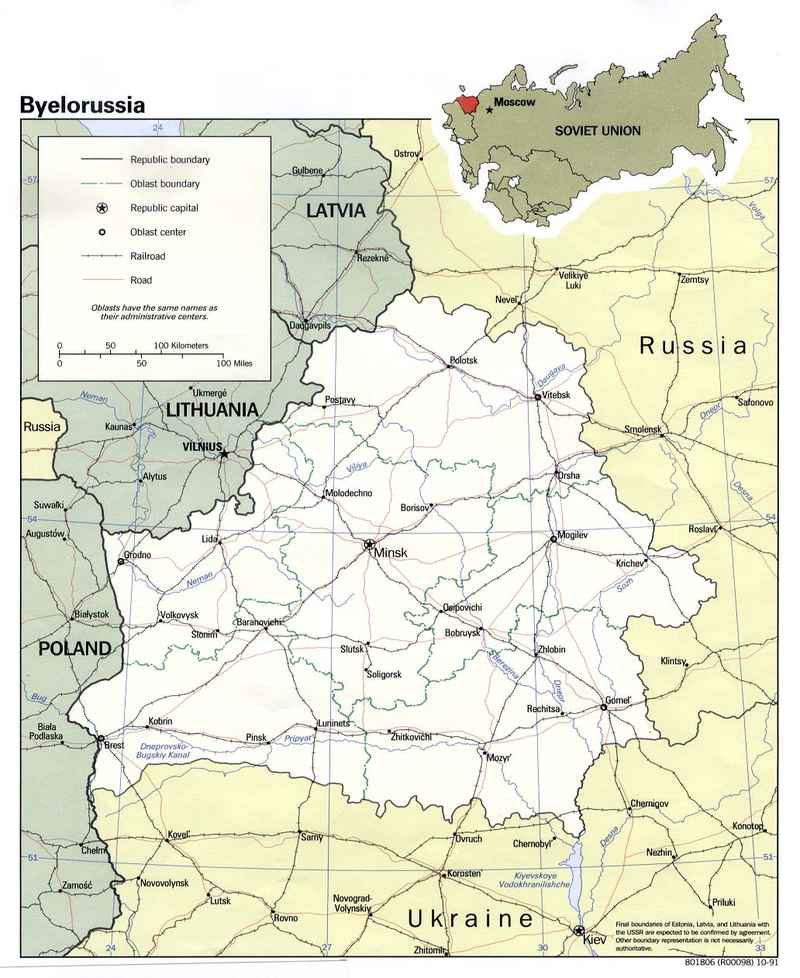 Byelorussia
Moscow
SOVIET UNION
24
Republic boundary
Oblast boundary
Republic capital
Oblast center
Railroad
Road
Oblasts have the same names as
their administrative centers.
0 50 100 Kilometers
0 50 100 Miles
57
57
Ostrov
Gulbene
LATVIA
Rezekne
Volga
Velikiye
Luki
Zemtsy
Nevel'
Daugavpils
Russia
Polotsk
Daugava
Ukmergė
Neman
LITHUANIA
Postavy
Vitebsk
Safonovo
Dnepr
Russia
Kaunas
VILNIUS
Smolensk
Viliya
Alytus
Orsha
Desna
Suwałki
Molodechno
Borisov
54
54
Augustów
Lida
Minsk
Mogilev
Roslavl'
Grodno
Krichev
Neman
Sozh
Białystok
Volkovysk
Osipovichi
Slonim
Baranovichi
Bobruysk
POLAND
Slutsk
Zhlobin
Klintsy
Soligorsk
Berezina
Dnepr
Bug
Rechitsa
Gomel'
Biała
Podlaska
Kobrin
Luninets
Brest
Pinsk
Pripyat'
Zhitkovichi
Dneprovsko-
Bugskiy Kanal
Mozyr'
Chernigov
Kovel'
Sarny
Ovruch
Chernobyl'
Desna
Konotop
Chełm
Nezhin
51
51
Zamość
Novovolynsk
Korosten'
Kiyevskoye
Vodokhranilishche
Lutsk
Novograd-
Volynskiy
Priluki
Rovno
Ukraine
Kiev
Final boundaries of Estonia, Latvia, and Lithuania with
the USSR are expected to be confirmed by agreement.
Other boundary representation is not necessarily
authoritative.
24
27
Zhitomir
30
33
801806 (R00098) 10-91